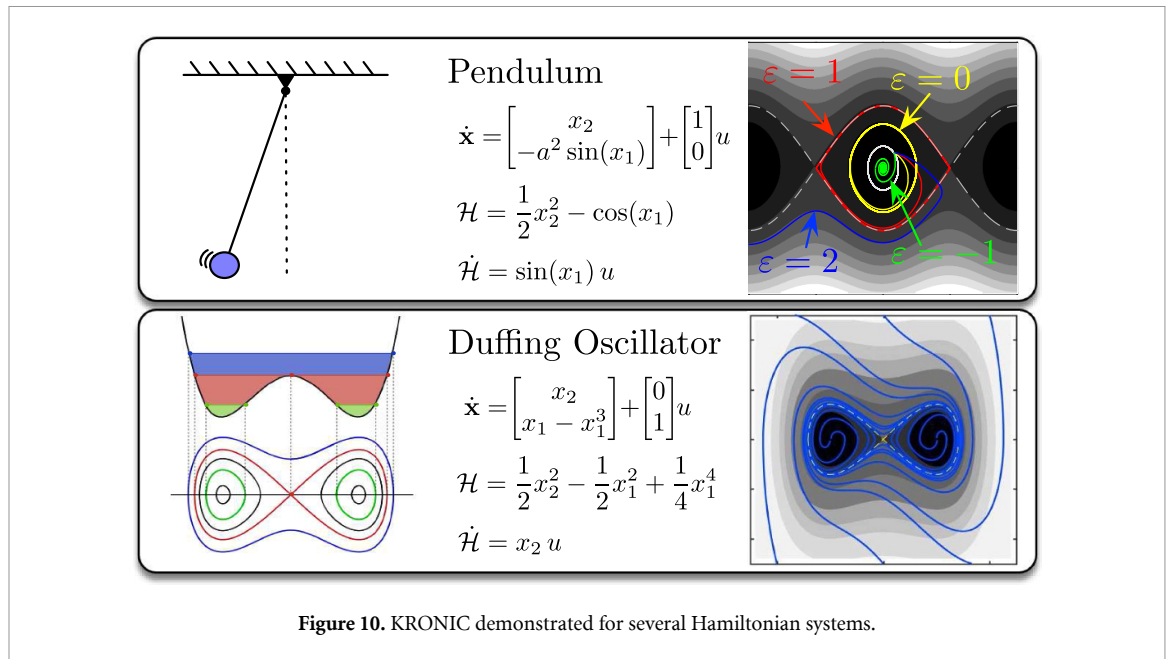 Pendulum
ẋ = [x₂; −a² sin(x₁)] + [1; 0] u
ℋ = ½x₂² − cos(x₁)
ℋ̇ = sin(x₁) u
ε = 1
ε = 0
ε = 2
ε = −1
Duffing Oscillator
ẋ = [x₂; x₁ − x₁³] + [0; 1] u
ℋ = ½x₂² − ½x₁² + ¼x₁⁴
ℋ̇ = x₂ u
Figure 10. KRONIC demonstrated for several Hamiltonian systems.